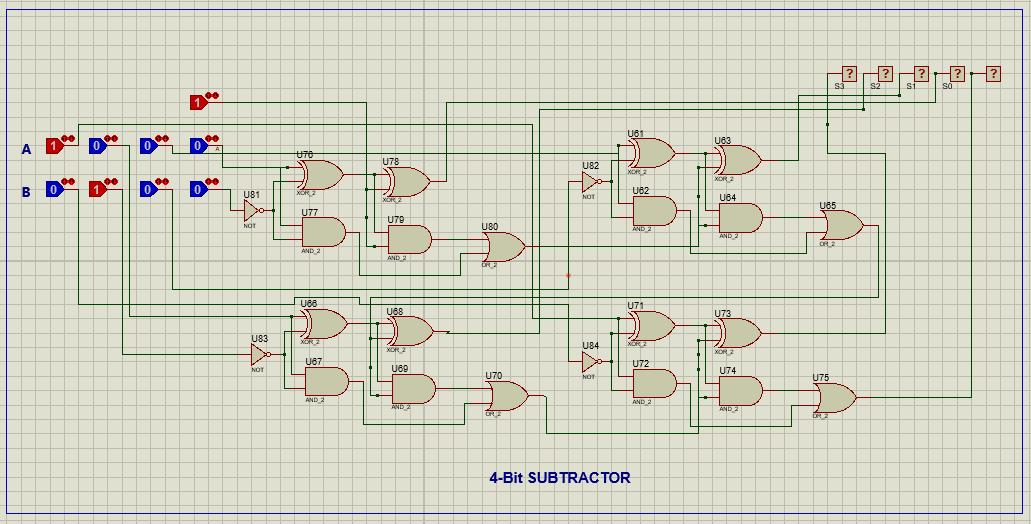 ? ? ? ? ?
S3 S2 S1 S0
1
A 1 0 0 0 A
B 0 1 0 0
U76 XOR_2
U78 XOR_2
U81 NOT
U77 AND_2
U79 AND_2
U80 OR_2
U61 XOR_2
U63 XOR_2
U82 NOT
U62 AND_2
U64 AND_2
U65 OR_2
U66 XOR_2
U68 XOR_2
U83 NOT
U67 AND_2
U69 AND_2
U70 OR_2
U71 XOR_2
U73 XOR_2
U84 NOT
U72 AND_2
U74 AND_2
U75 OR_2
4-Bit SUBTRACTOR